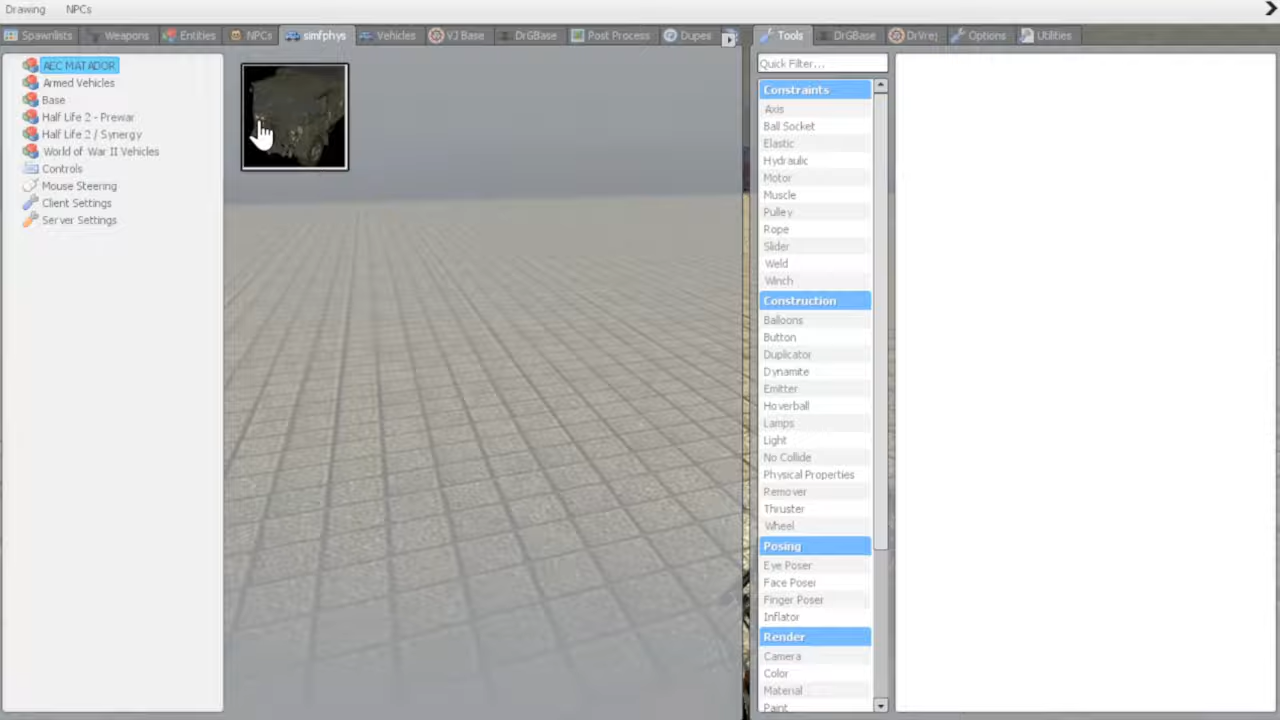 Drawing NPCs
Spawnlists Weapons Entities NPCs simfphys Vehicles VJ Base DrGBase Post Process Dupes
Tools DrGBase DrVrej Options Utilities
AEC MATADOR
Armed Vehicles
Base
Half Life 2 - Prewar
Half Life 2 / Synergy
World of War II Vehicles
Controls
Mouse Steering
Client Settings
Server Settings
Quick Filter...
Constraints
Axis
Ball Socket
Elastic
Hydraulic
Motor
Muscle
Pulley
Rope
Slider
Weld
Winch
Construction
Balloons
Button
Duplicator
Dynamite
Emitter
Hoverball
Lamps
Light
No Collide
Physical Properties
Remover
Thruster
Wheel
Posing
Eye Poser
Face Poser
Finger Poser
Inflator
Render
Camera
Color
Material
Paint